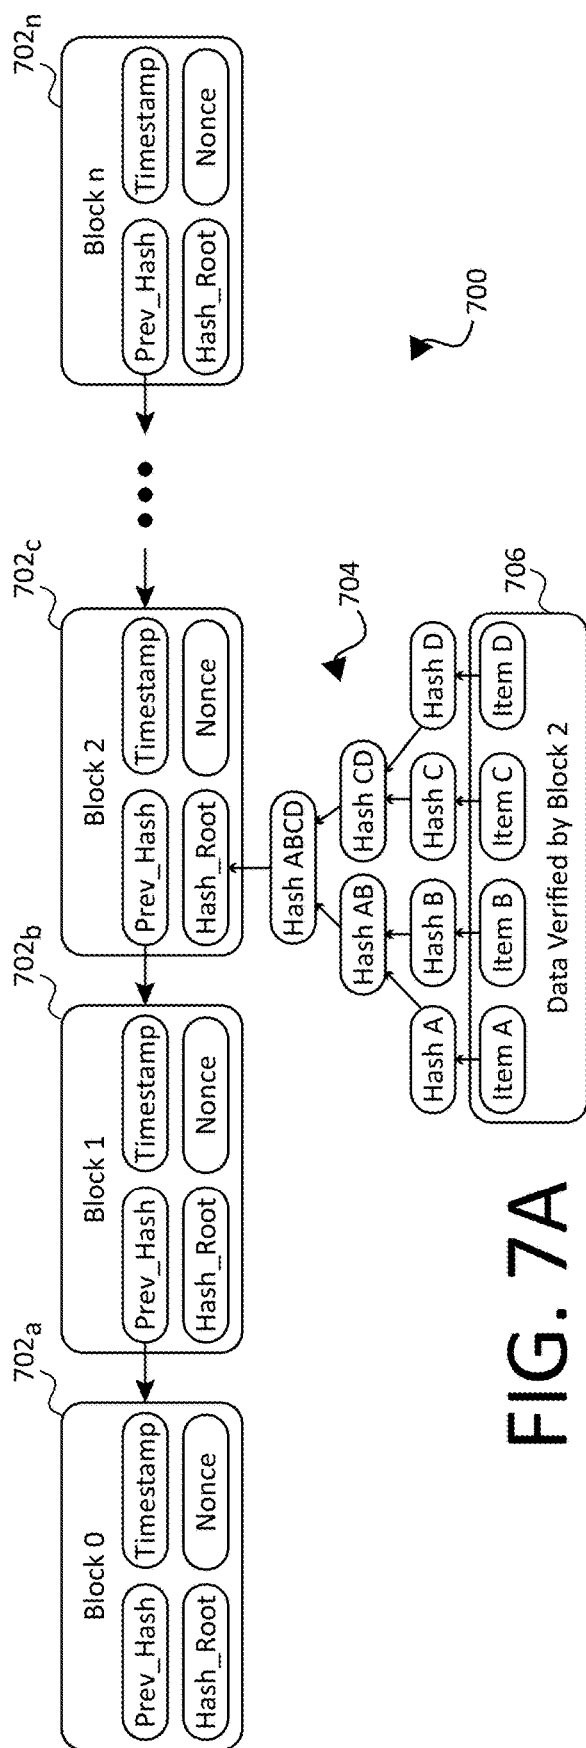 702a
702b
702c
702n
Block 0
Block 1
Block 2
Block n
Prev_Hash Timestamp
Prev_Hash Timestamp
Prev_Hash Timestamp
•••
Prev_Hash Timestamp
Hash_Root Nonce
Hash_Root Nonce
Hash_Root Nonce
Hash_Root Nonce
Hash ABCD
704
Hash AB Hash CD
Hash A Hash B Hash C Hash D
700
Item A Item B Item C Item D
706
Data Verified by Block 2
FIG. 7A